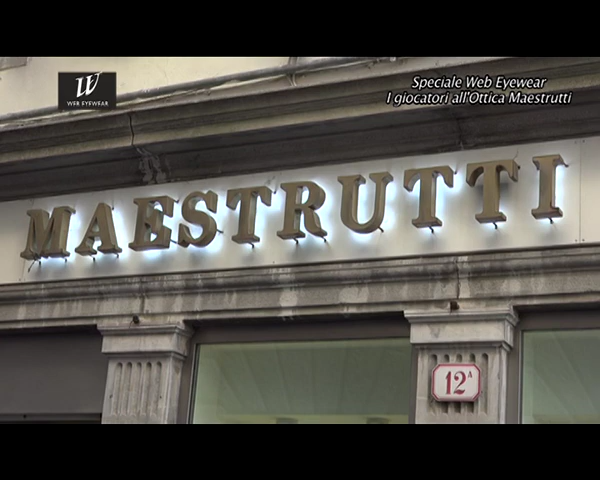 W
WEB EYEWEAR
Speciale Web Eyewear
I giocatori all'Ottica Maestrutti
MAESTRUTTI
12A